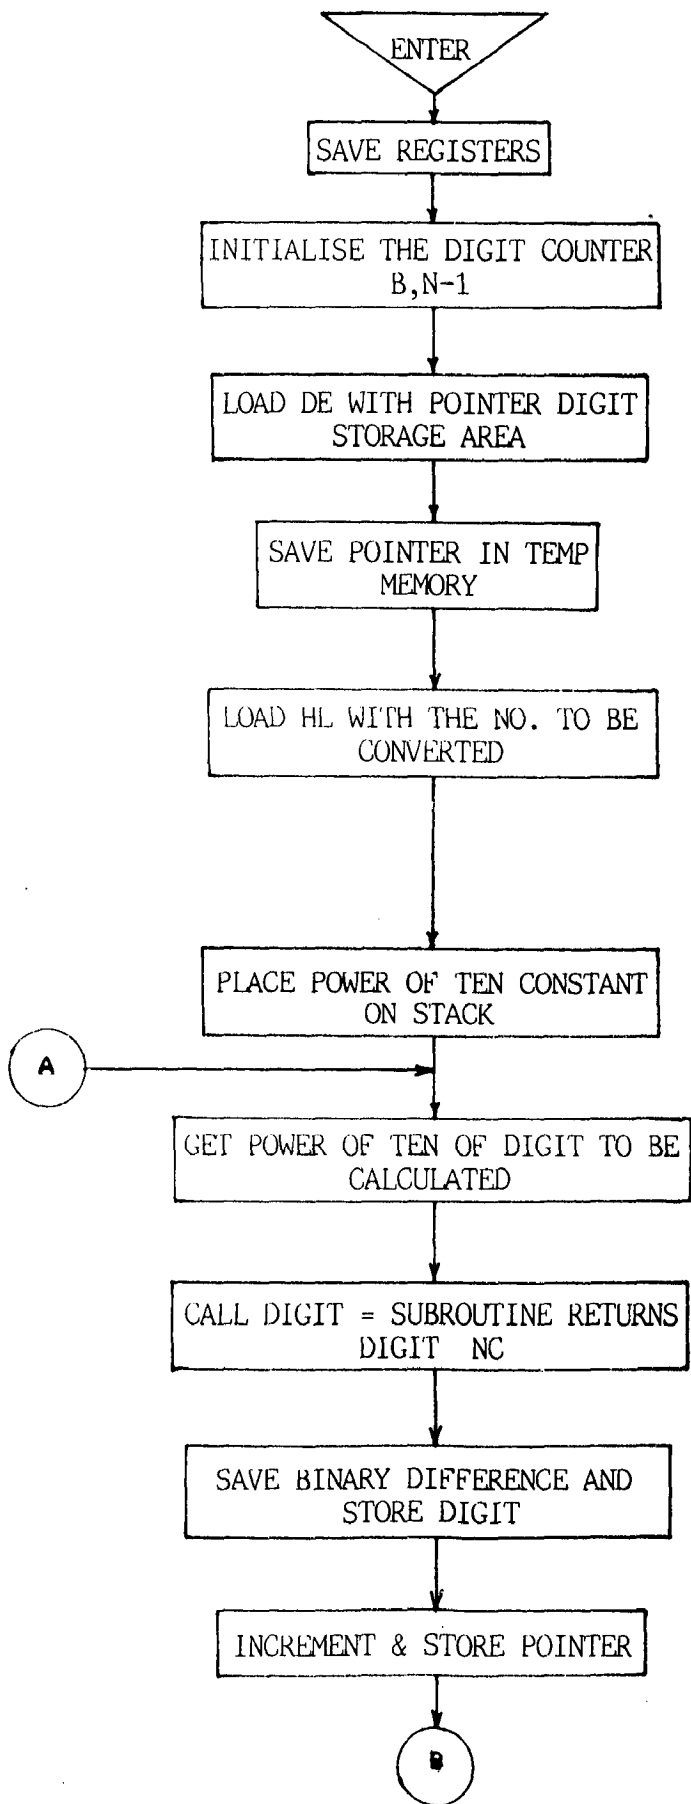 ENTER
SAVE REGISTERS
INITIALISE THE DIGIT COUNTER
B,N-1
LOAD DE WITH POINTER DIGIT
STORAGE AREA
SAVE POINTER IN TEMP
MEMORY
LOAD HL WITH THE NO. TO BE
CONVERTED
PLACE POWER OF TEN CONSTANT
ON STACK
A
GET POWER OF TEN OF DIGIT TO BE
CALCULATED
CALL DIGIT = SUBROUTINE RETURNS
DIGIT NC
SAVE BINARY DIFFERENCE AND
STORE DIGIT
INCREMENT & STORE POINTER
B